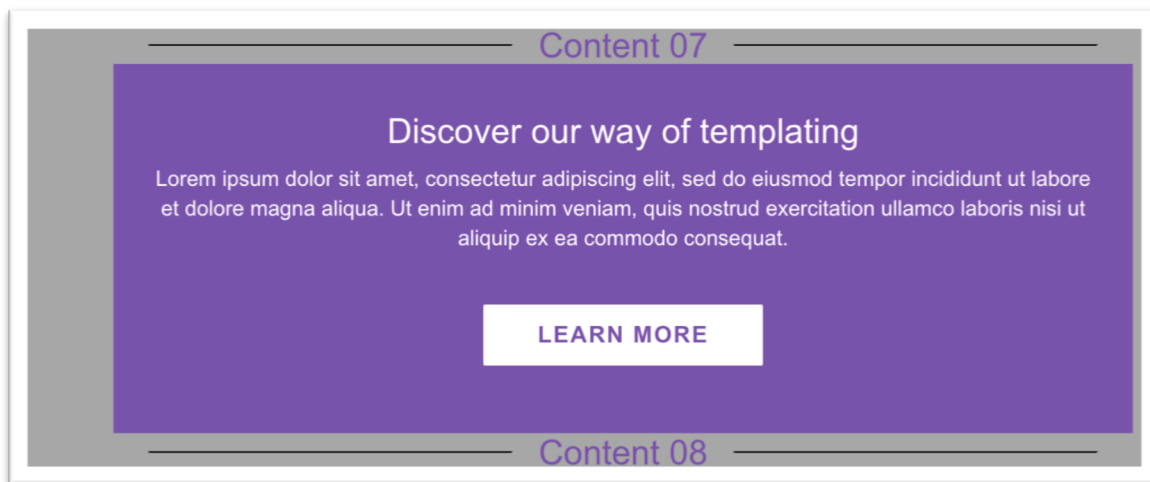 Content 07
Discover our way of templating
Lorem ipsum dolor sit amet, consectetur adipiscing elit, sed do eiusmod tempor incididunt ut labore
et dolore magna aliqua. Ut enim ad minim veniam, quis nostrud exercitation ullamco laboris nisi ut
aliquip ex ea commodo consequat.
LEARN MORE
Content 08